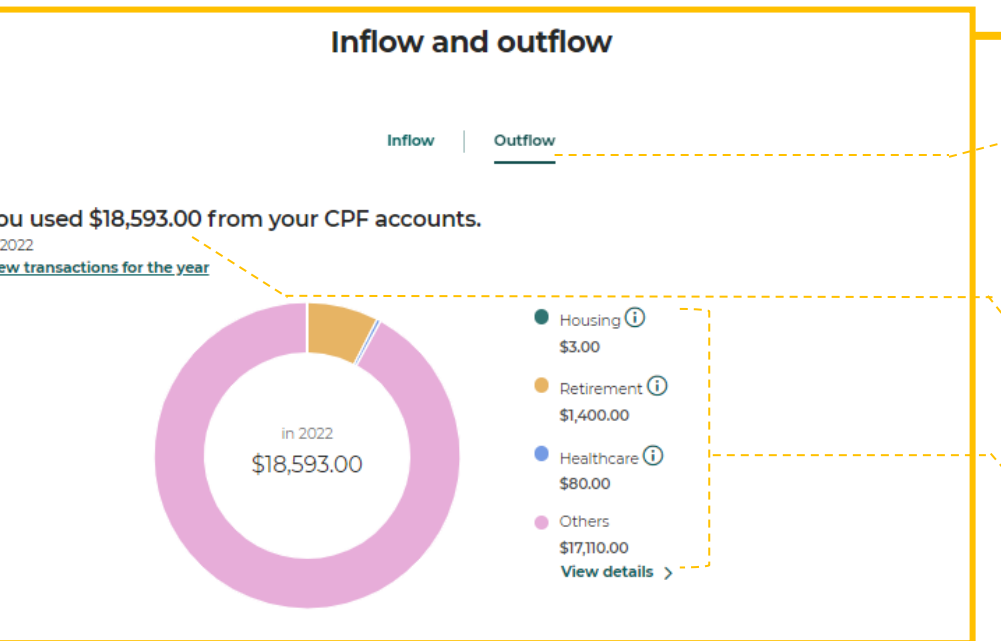 Inflow and outflow
Inflow
Outflow
ou used $18,593.00 from your CPF accounts.
2022
ew transactions for the year
in 2022
$18,593.00
Housing
$3.00
Retirement
$1,400.00
Healthcare
$80.00
Others
$17,110.00
View details